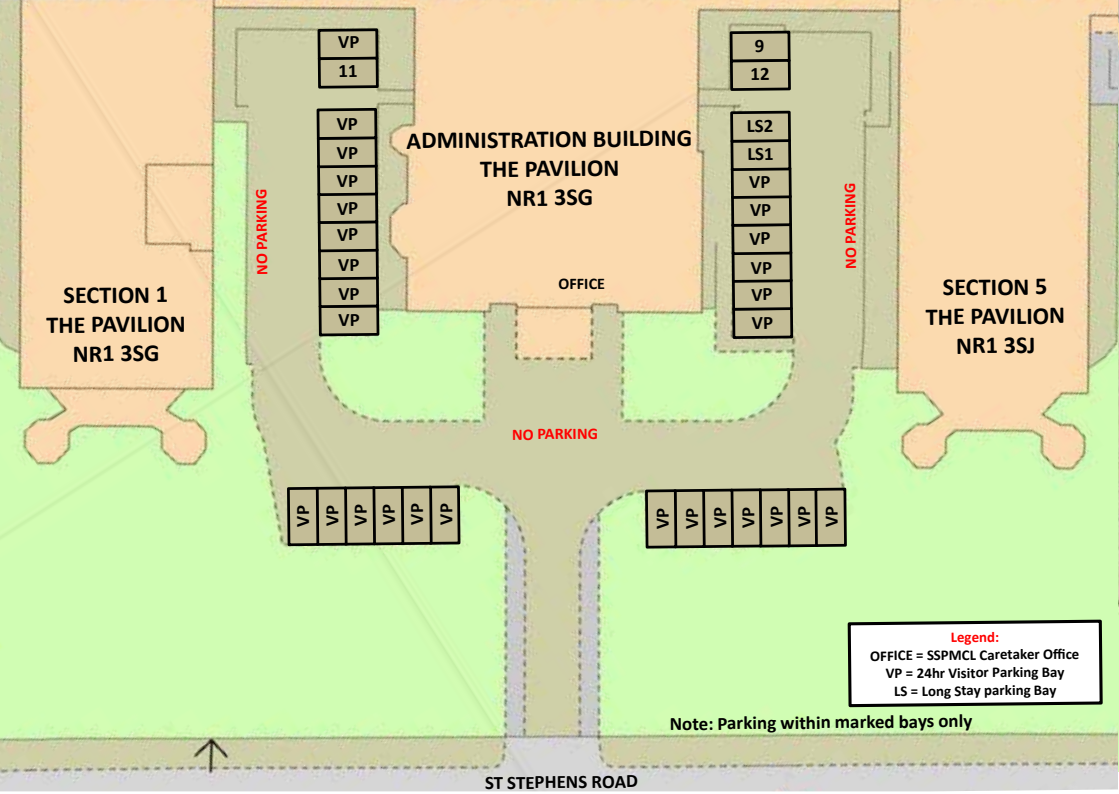 VP
11
VP
VP
VP
VP
VP
VP
VP
VP
9
12
LS2
LS1
VP
VP
VP
VP
VP
VP
ADMINISTRATION BUILDING
THE PAVILION
NR1 3SG
OFFICE
NO PARKING
NO PARKING
SECTION 1
THE PAVILION
NR1 3SG
SECTION 5
THE PAVILION
NR1 3SJ
NO PARKING
VP VP VP VP VP VP
VP VP VP VP VP VP VP
Legend:
OFFICE = SSPMCL Caretaker Office
VP = 24hr Visitor Parking Bay
LS = Long Stay parking Bay
Note: Parking within marked bays only
ST STEPHENS ROAD